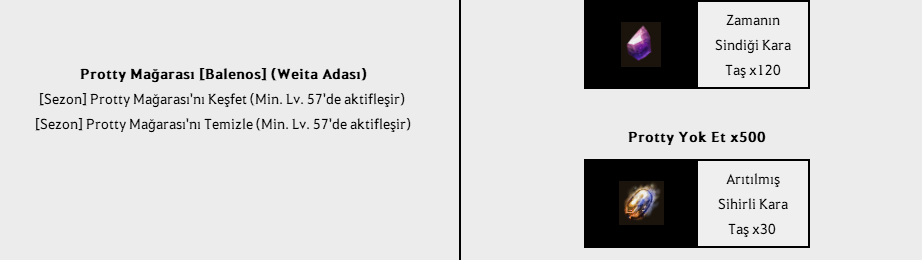 Protty Mağarası [Balenos] (Weita Adası)
[Sezon] Protty Mağarası'nı Keşfet (Min. Lv. 57'de aktifleşir)
[Sezon] Protty Mağarası'nı Temizle (Min. Lv. 57'de aktifleşir)
Zamanın
Sindiği Kara
Taş x120
Protty Yok Et x500
Arıtılmış
Sihirli Kara
Taş x30